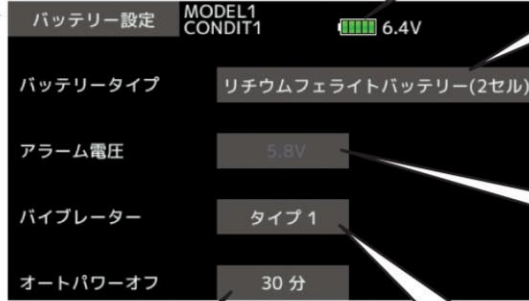 バッテリー設定 MODEL1
CONDIT1 6.4V
バッテリータイプ リチウムフェライトバッテリー(2セル)
アラーム電圧 5.8V
バイブレーター タイプ 1
オートパワーオフ 30 分